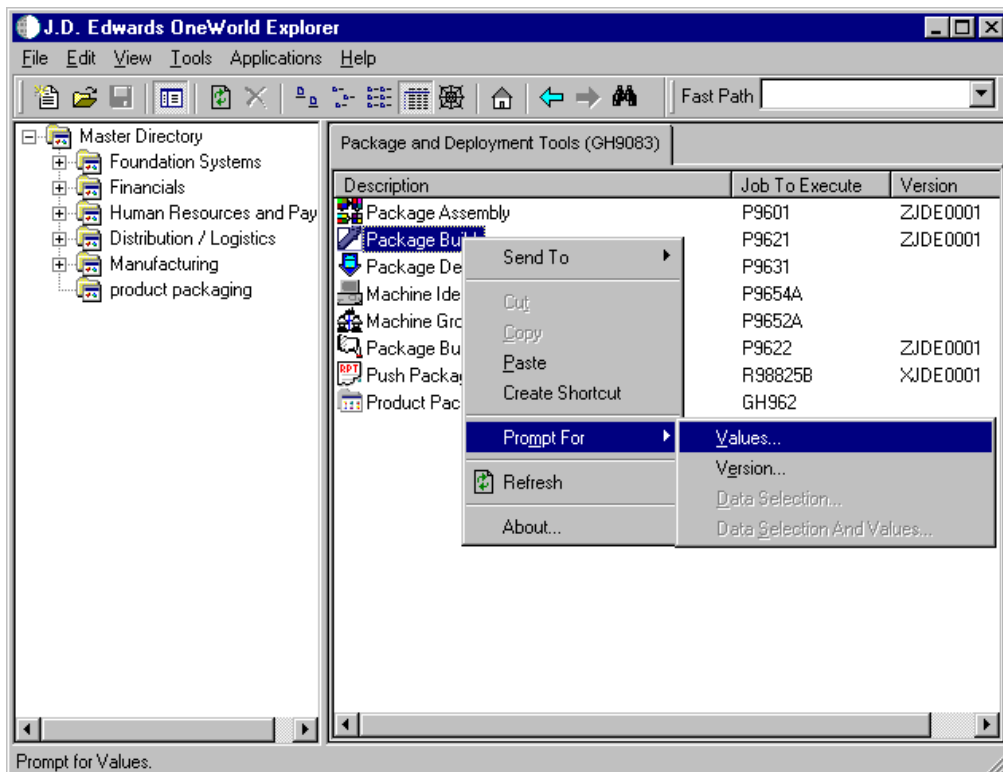 J.D. Edwards OneWorld Explorer
File Edit View Tools Applications Help
Fast Path
Master Directory
Foundation Systems
Financials
Human Resources and Pay
Distribution / Logistics
Manufacturing
product packaging
Package and Deployment Tools (GH9083)
Description Job To Execute Version
Package Assembly P9601 ZJDE0001
Package Bu P9621 ZJDE0001
Package De P9631
Machine Ide P9654A
Machine Gro P9652A
Package Bu P9622 ZJDE0001
RPT Push Packa R98825B XJDE0001
Product Pac GH962
Send To
Cut
Copy
Paste
Create Shortcut
Prompt For
Refresh
About...
Values...
Version...
Data Selection...
Data Selection And Values...
Prompt for Values.